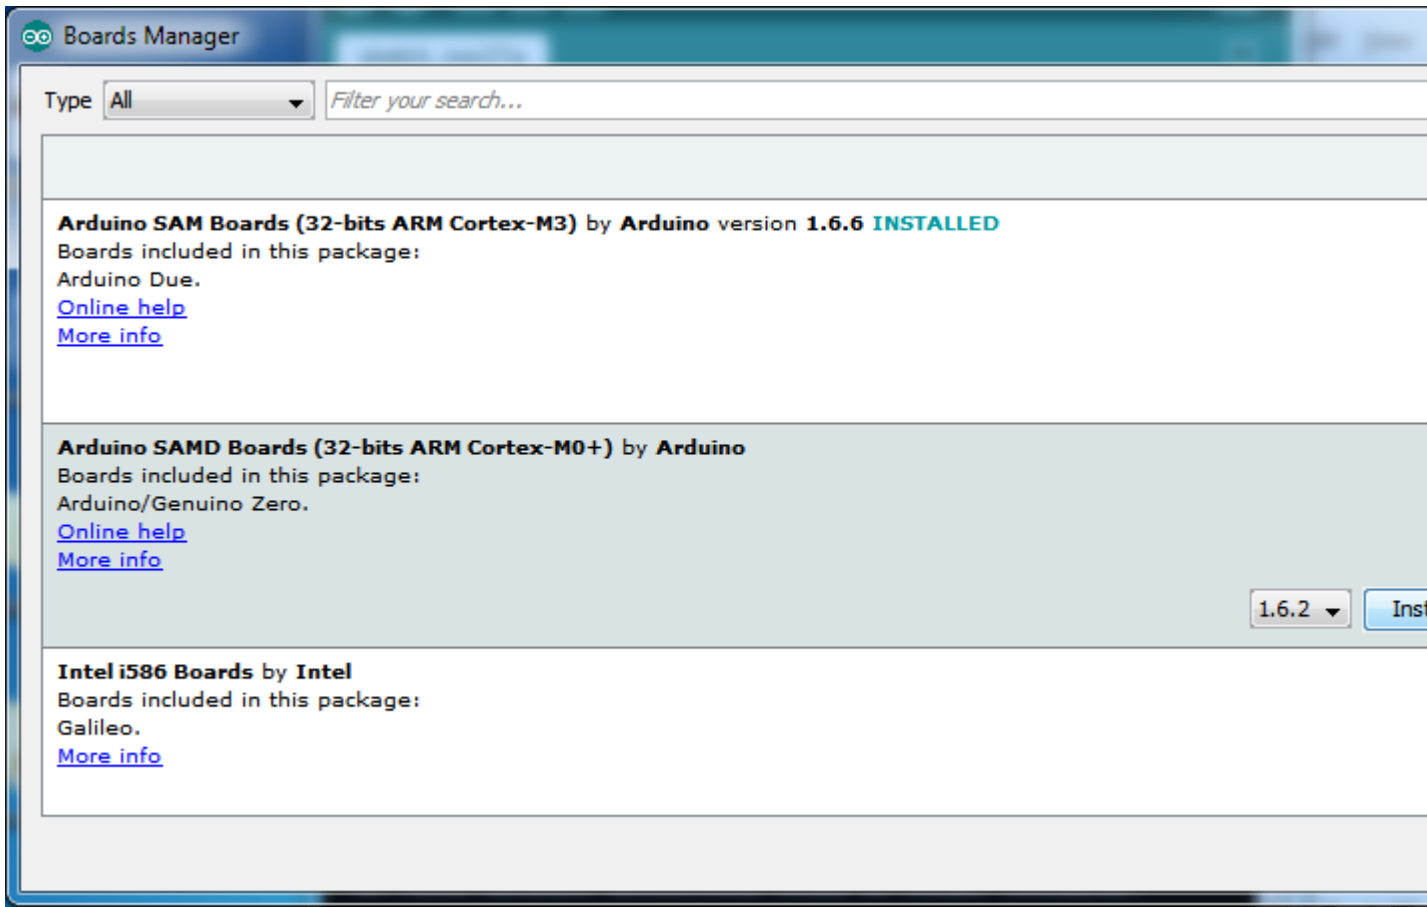 Boards Manager
Type All Filter your search...
Arduino SAM Boards (32-bits ARM Cortex-M3) by Arduino version 1.6.6 INSTALLED
Boards included in this package:
Arduino Due.
Online help
More info
Arduino SAMD Boards (32-bits ARM Cortex-M0+) by Arduino
Boards included in this package:
Arduino/Genuino Zero.
Online help
More info
1.6.2 Inst
Intel i586 Boards by Intel
Boards included in this package:
Galileo.
More info